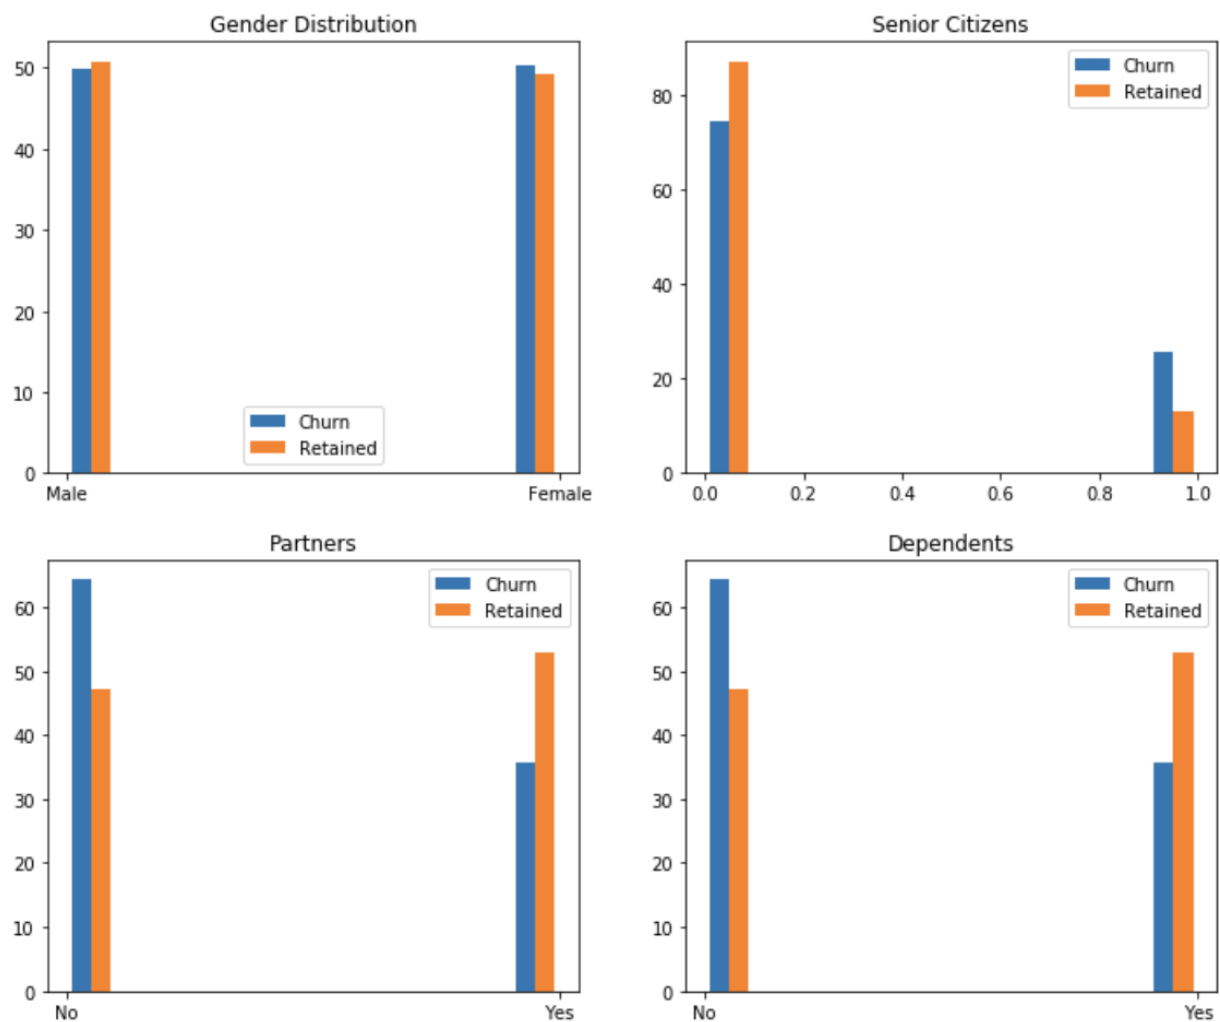 Gender Distribution
50
40
30
20
10
0
Churn
Retained
Male
Female
Senior Citizens
80
60
40
20
0
Churn
Retained
0.0 0.2 0.4 0.6 0.8 1.0
Partners
60
50
40
30
20
10
0
Churn
Retained
No
Yes
Dependents
60
50
40
30
20
10
0
Churn
Retained
No
Yes